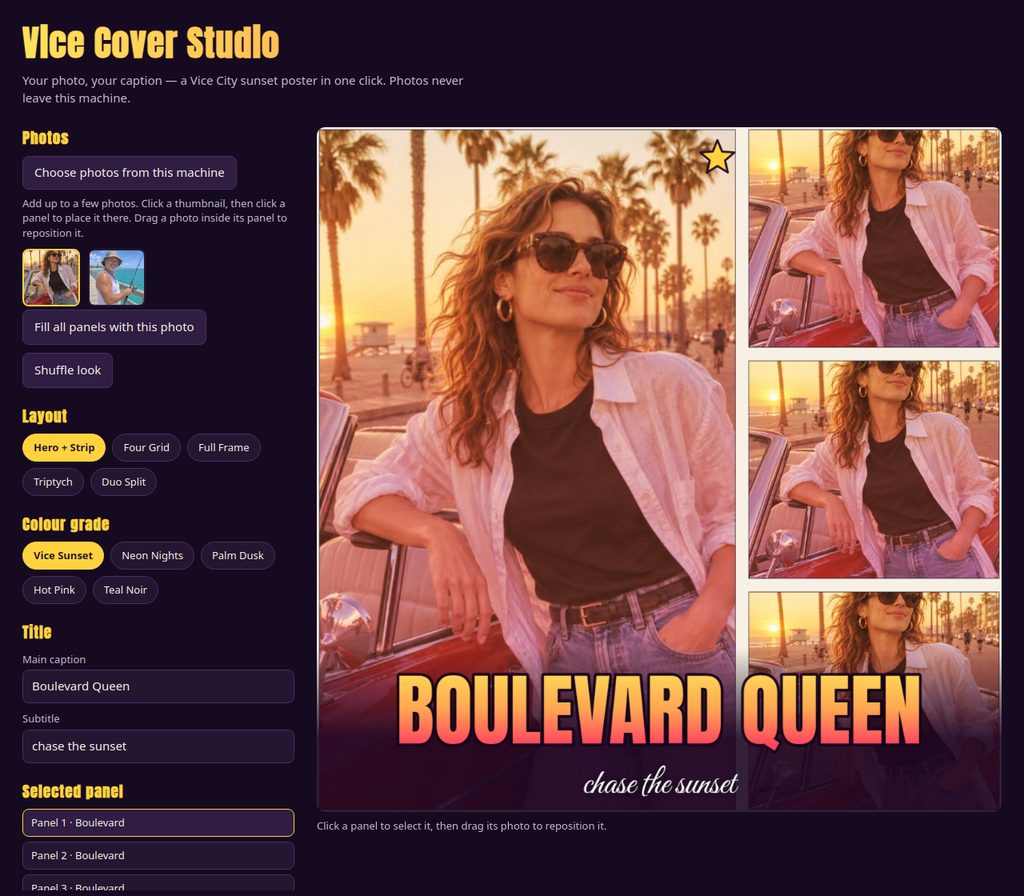 Vice Cover Studio
Your photo, your caption — a Vice City sunset poster in one click. Photos never
leave this machine.
Photos
Choose photos from this machine
Add up to a few photos. Click a thumbnail, then click a
panel to place it there. Drag a photo inside its panel to
reposition it.
Fill all panels with this photo
Shuffle look
Layout
Hero + Strip
Four Grid
Full Frame
Triptych
Duo Split
Colour grade
Vice Sunset
Neon Nights
Palm Dusk
Hot Pink
Teal Noir
Title
Main caption
Boulevard Queen
Subtitle
chase the sunset
Selected panel
Panel 1 · Boulevard
Panel 2 · Boulevard
Panel 3 · Boulevard
BOULEVARD QUEEN
chase the sunset
Click a panel to select it, then drag its photo to reposition it.